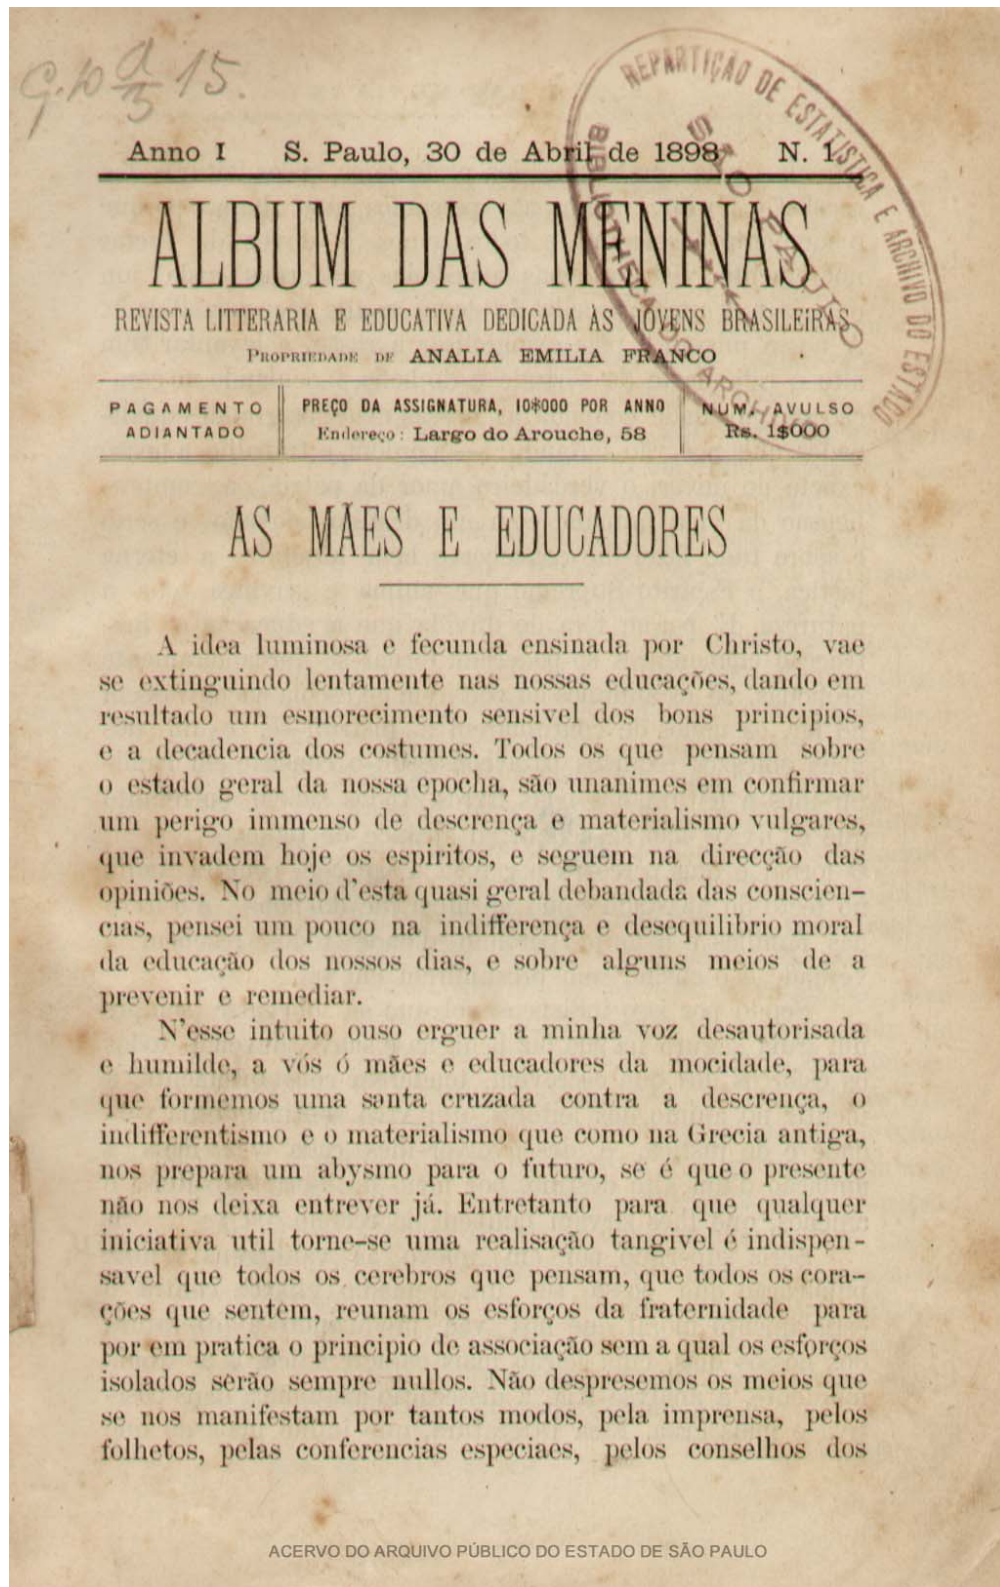 Anno I S. Paulo, 30 de Abril de 1898 N. 1
ALBUM DAS MENINAS
REVISTA LITTERARIA E EDUCATIVA DEDICADA ÀS JOVENS BRASILEIRAS
PROPRIEDADE DE ANALIA EMILIA FRANCO
PAGAMENTO
ADIANTADO
PREÇO DA ASSIGNATURA, 10$000 POR ANNO
Endereço: Largo do Arouche, 58
NUM. AVULSO
Rs. 1$000
REPARTIÇÃO DE ESTATISTICA E ARCHIVO DO ESTADO
SÃO PAULO
BIBLIOTHECA DO ARCHIVO
AS MÃES E EDUCADORES
A idea luminosa e fecunda ensinada por Christo, vae
se extinguindo lentamente nas nossas educações, dando em
resultado um esmorecimento sensivel dos bons principios,
e a decadencia dos costumes. Todos os que pensam sobre
o estado geral da nossa epocha, são unanimes em confirmar
um perigo immenso de descrença e materialismo vulgares,
que invadem hoje os espiritos, e seguem na direcção das
opiniões. No meio d'esta quasi geral debandada das conscien-
cias, pensei um pouco na indifferença e desequilibrio moral
da educação dos nossos dias, e sobre alguns meios de a
prevenir e remediar.
N'esse intuito ouso erguer a minha voz desautorisada
e humilde, a vós ó mães e educadores da mocidade, para
que formemos uma santa cruzada contra a descrença, o
indifferentismo e o materialismo que como na Grecia antiga,
nos prepara um abysmo para o futuro, se é que o presente
não nos deixa entrever já. Entretanto para que qualquer
iniciativa util torne-se uma realisação tangivel é indispen-
savel que todos os cerebros que pensam, que todos os cora-
ções que sentem, reunam os esforços da fraternidade para
por em pratica o principio de associação sem a qual os esforços
isolados serão sempre nullos. Não despresemos os meios que
se nos manifestam por tantos modos, pela imprensa, pelos
folhetos, pelas conferencias especiaes, pelos conselhos dos
ACERVO DO ARQUIVO PÚBLICO DO ESTADO DE SÃO PAULO